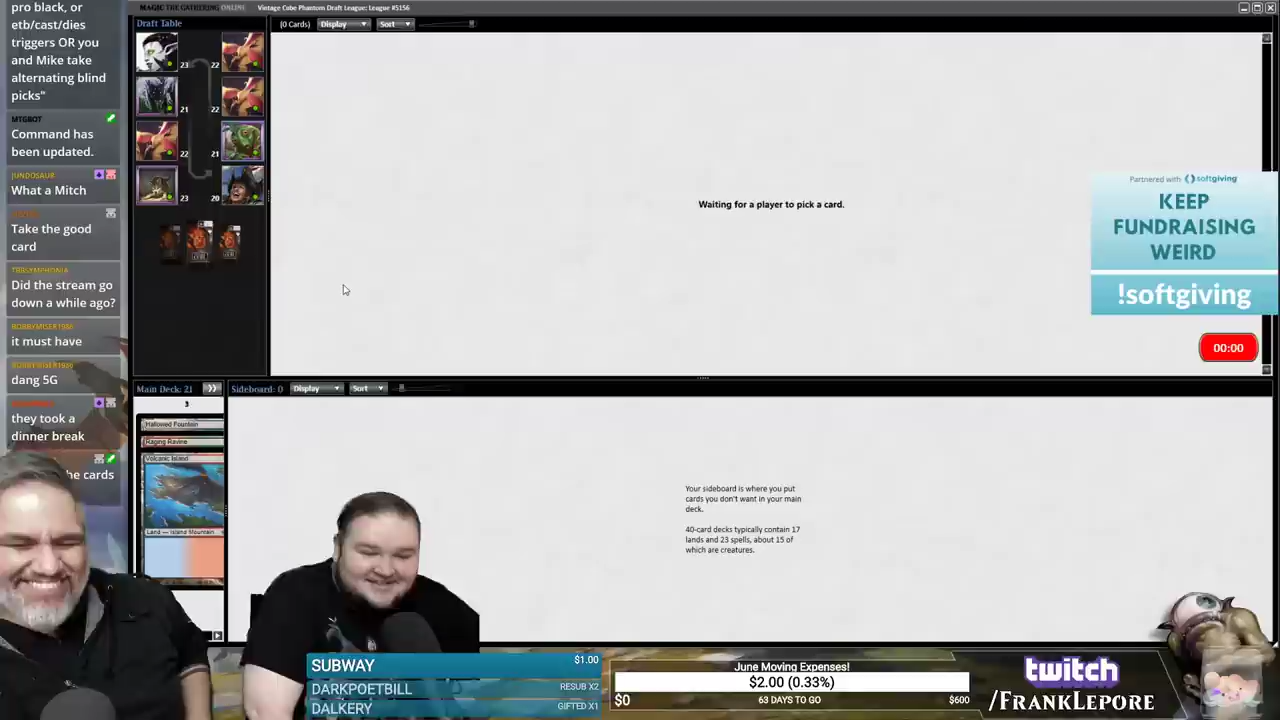 pro black, or
etb/cast/dies
triggers OR you
and Mike take
alternating blind
picks"
MTGBOT
Command has
been updated.
JUNDOSAUR
What a Mitch
Take the good
card
TBBSYMPHONIA
Did the stream go
down a while ago?
BOBBYMISER1986
it must have
BOBBYMISER1986
dang 5G
they took a
dinner break
e cards
MAGIC THE GATHERING ONLINE
Vintage Cube Phantom Draft League: League #5156
Draft Table
(0 Cards)
Display
Sort
23
22
21
22
22
21
23
20
Waiting for a player to pick a card.
Partnered with softgiving
KEEP
FUNDRAISING
WEIRD
!softgiving
00:00
Main Deck: 21
Sideboard: 0
Display
Sort
3
Hallowed Fountain
Raging Ravine
Volcanic Island
Land — Island Mountain
Your sideboard is where you put
cards you don't want in your main
deck.
40-card decks typically contain 17
lands and 23 spells, about 15 of
which are creatures.
SUBWAY $1.00
DARKPOETBILL RESUB X2
DALKERY GIFTED X1
June Moving Expenses!
$2.00 (0.33%)
$0 63 DAYS TO GO $600
twitch
/FRANKLEPORE